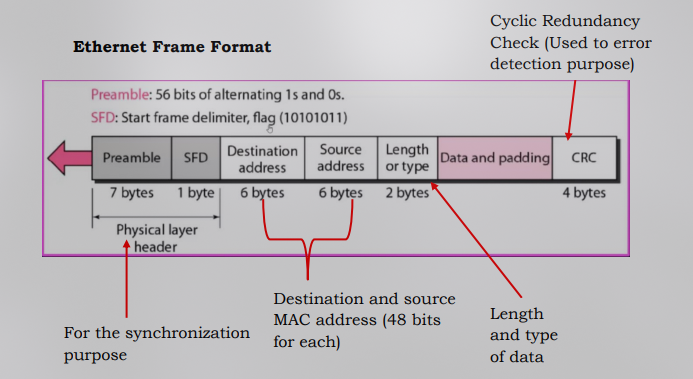 Ethernet Frame Format
Cyclic Redundancy
Check (Used to error
detection purpose)
Preamble: 56 bits of alternating 1s and 0s.
SFD: Start frame delimiter, flag (10101011)
Preamble
SFD
Destination
address
Source
address
Length
or type
Data and padding
CRC
7 bytes
1 byte
6 bytes
6 bytes
2 bytes
4 bytes
Physical layer
header
For the synchronization
purpose
Destination and source
MAC address (48 bits
for each)
Length
and type
of data